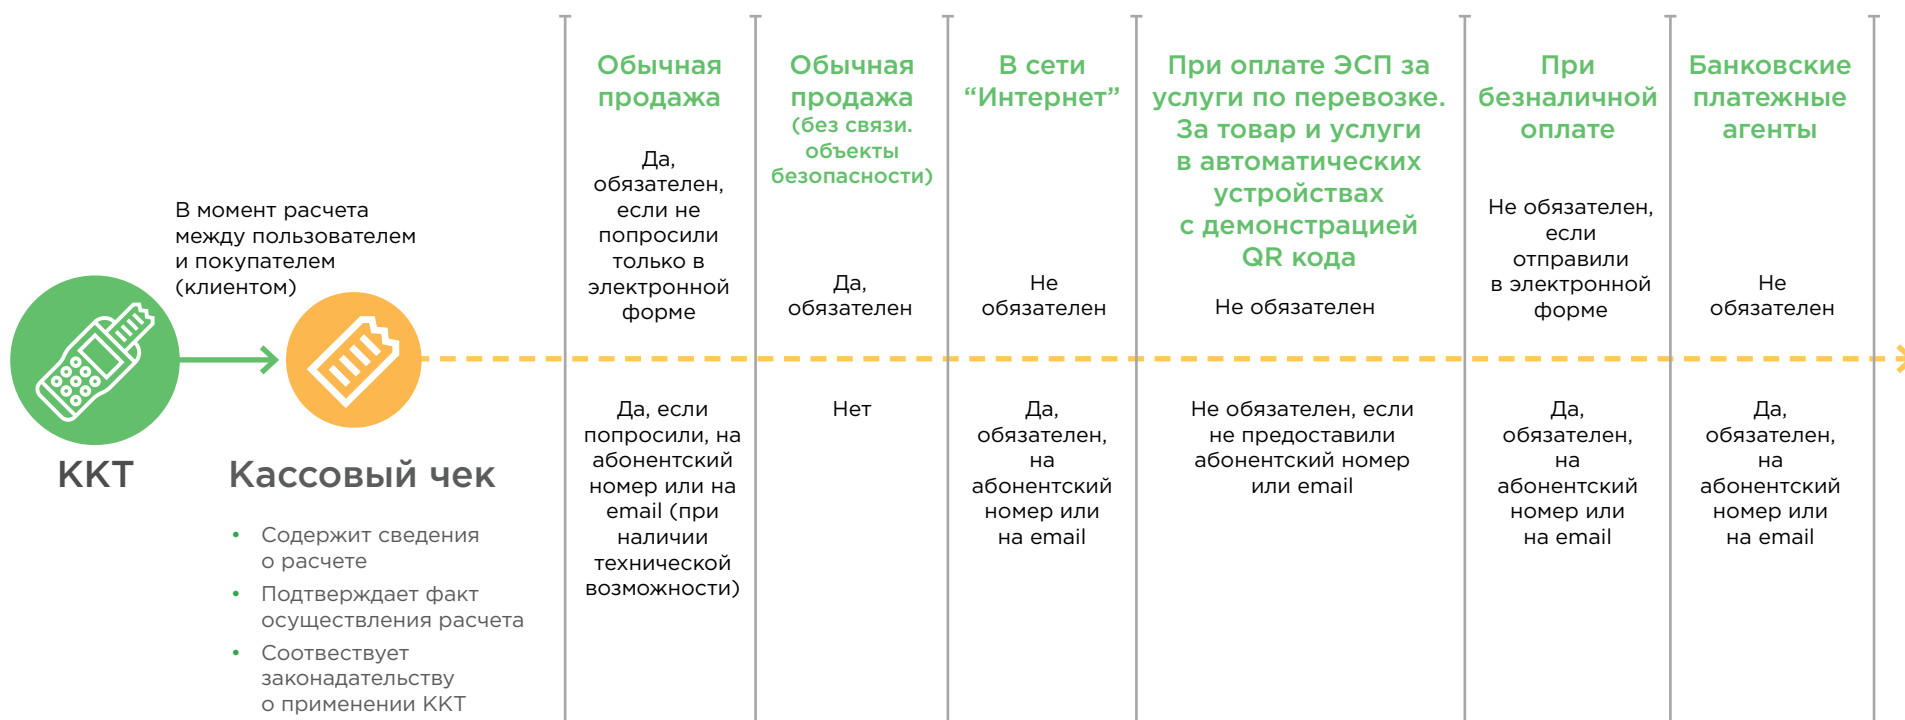 В момент расчета
между пользователем
и покупателем
(клиентом)
ККТ
Кассовый чек
• Содержит сведения
о расчете
• Подтверждает факт
осуществления расчета
• Соотвествует
законадательству
о применении ККТ
Обычная
продажа
Да,
обязателен,
если не
попросили
только в
электронной
форме
Да, если
попросили, на
абонентский
номер или на
email (при
наличии
технической
возможности)
Обычная
продажа
(без связи.
объекты
безопасности)
Да,
обязателен
Нет
В сети
“Интернет”
Не
обязателен
Да,
обязателен,
на
абонентский
номер или
на email
При оплате ЭСП за
услуги по перевозке.
За товар и услуги
в автоматических
устройствах
с демонстрацией
QR кода
Не обязателен
Не обязателен, если
не предоставили
абонентский номер
или email
При
безналичной
оплате
Не обязателен,
если
отправили
в электронной
форме
Да,
обязателен,
на
абонентский
номер или
на email
Банковские
платежные
агенты
Не
обязателен
Да,
обязателен,
на
абонентский
номер или
на email